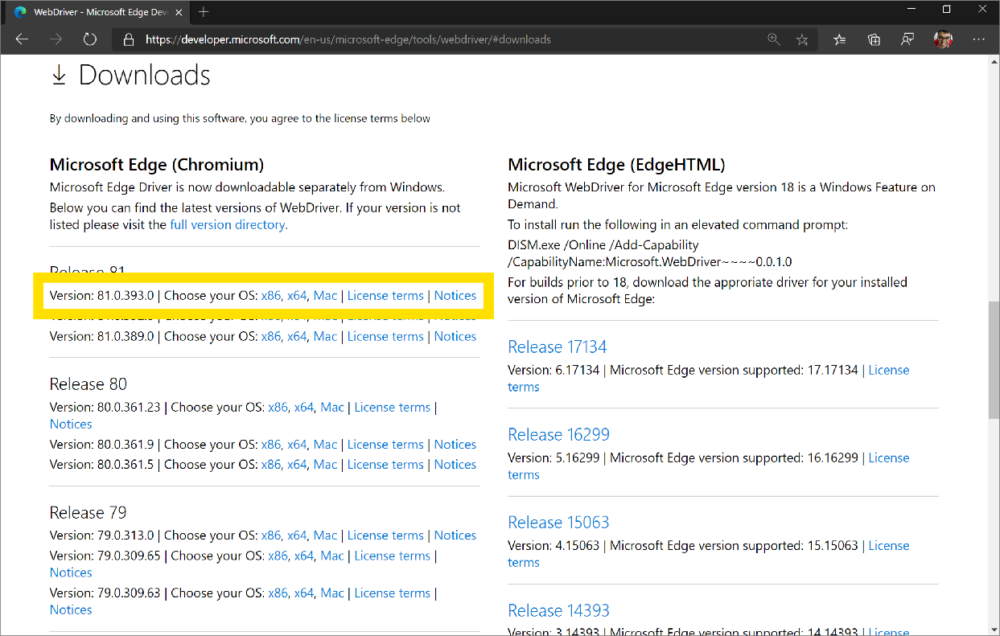 WebDriver - Microsoft Edge Dev
https://developer.microsoft.com/en-us/microsoft-edge/tools/webdriver/#downloads
Downloads
By downloading and using this software, you agree to the license terms below
Microsoft Edge (Chromium)
Microsoft Edge Driver is now downloadable separately from Windows.
Below you can find the latest versions of WebDriver. If your version is not
listed please visit the full version directory.
Release 81
Version: 81.0.393.0 | Choose your OS: x86, x64, Mac | License terms | Notices
Version: 81.0.389.0 | Choose your OS: x86, x64, Mac | License terms | Notices
Release 80
Version: 80.0.361.23 | Choose your OS: x86, x64, Mac | License terms |
Notices
Version: 80.0.361.9 | Choose your OS: x86, x64, Mac | License terms | Notices
Version: 80.0.361.5 | Choose your OS: x86, x64, Mac | License terms | Notices
Release 79
Version: 79.0.313.0 | Choose your OS: x86, x64, Mac | License terms | Notices
Version: 79.0.309.65 | Choose your OS: x86, x64, Mac | License terms |
Notices
Version: 79.0.309.63 | Choose your OS: x86, x64, Mac | License terms |
Notices
Microsoft Edge (EdgeHTML)
Microsoft WebDriver for Microsoft Edge version 18 is a Windows Feature on
Demand.
To install run the following in an elevated command prompt:
DISM.exe /Online /Add-Capability
/CapabilityName:Microsoft.WebDriver~~~~0.0.1.0
For builds prior to 18, download the approriate driver for your installed
version of Microsoft Edge:
Release 17134
Version: 6.17134 | Microsoft Edge version supported: 17.17134 | License
terms
Release 16299
Version: 5.16299 | Microsoft Edge version supported: 16.16299 | License
terms
Release 15063
Version: 4.15063 | Microsoft Edge version supported: 15.15063 | License
terms
Release 14393
Version: 3.14393 | Microsoft Edge version supported: 14.14393 | License